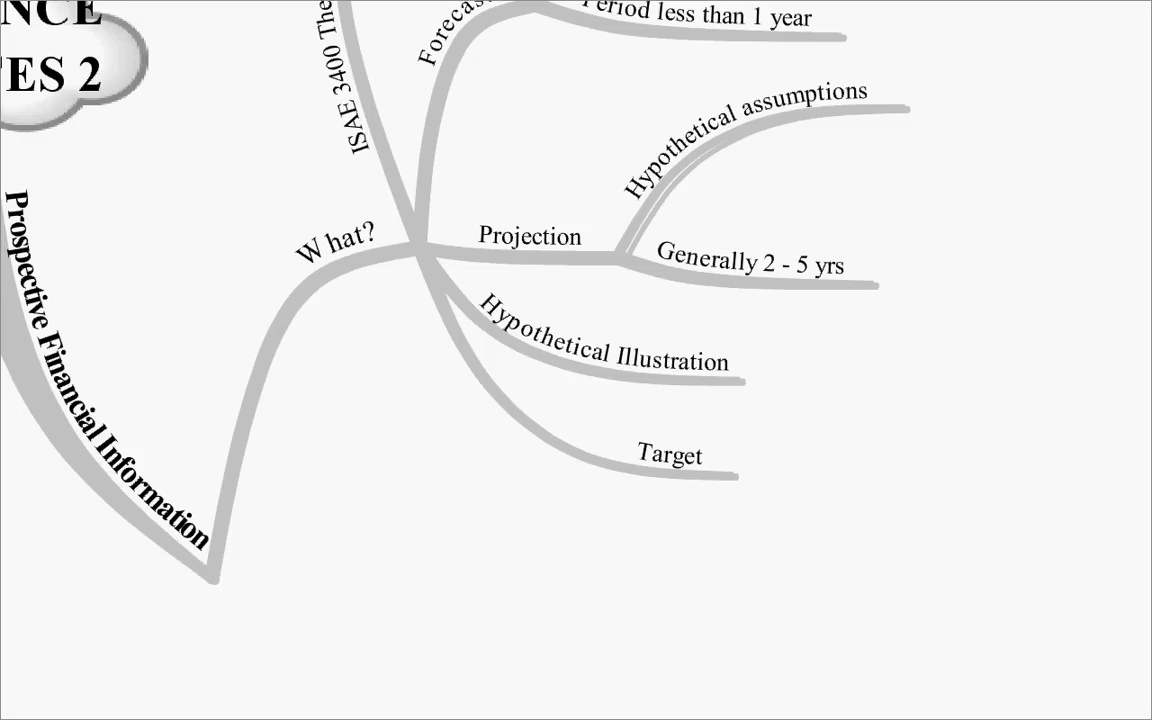 NCE
ES 2
ISAE 3400 The
Forecas
Period less than 1 year
Hypothetical assumptions
What?
Projection
Generally 2 - 5 yrs
Hypothetical Illustration
Target
Prospective Financial Information